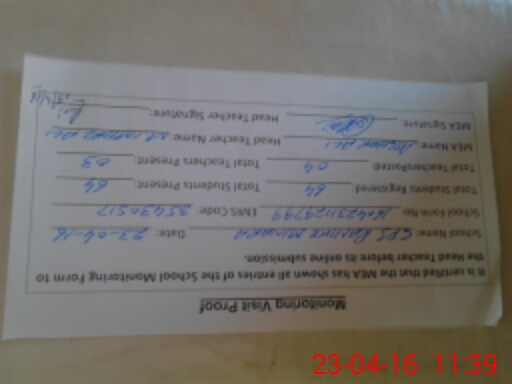 Monitoring Visit Proof
It is certified that the MEA has shown all entries of the School Monitoring Form to
the Head Teacher before its online submission.
School Name: GPS Date: 23-04-16
School Form No: EMIS Code: 35430517
Total Students Registered 64 Total Students Present: 64
Total TeachersPosted: 04 Total Teachers Present: 03
MEA Name: Head Teacher Name:
MEA Signature: Head Teacher Signature:
23-04-16 11:39